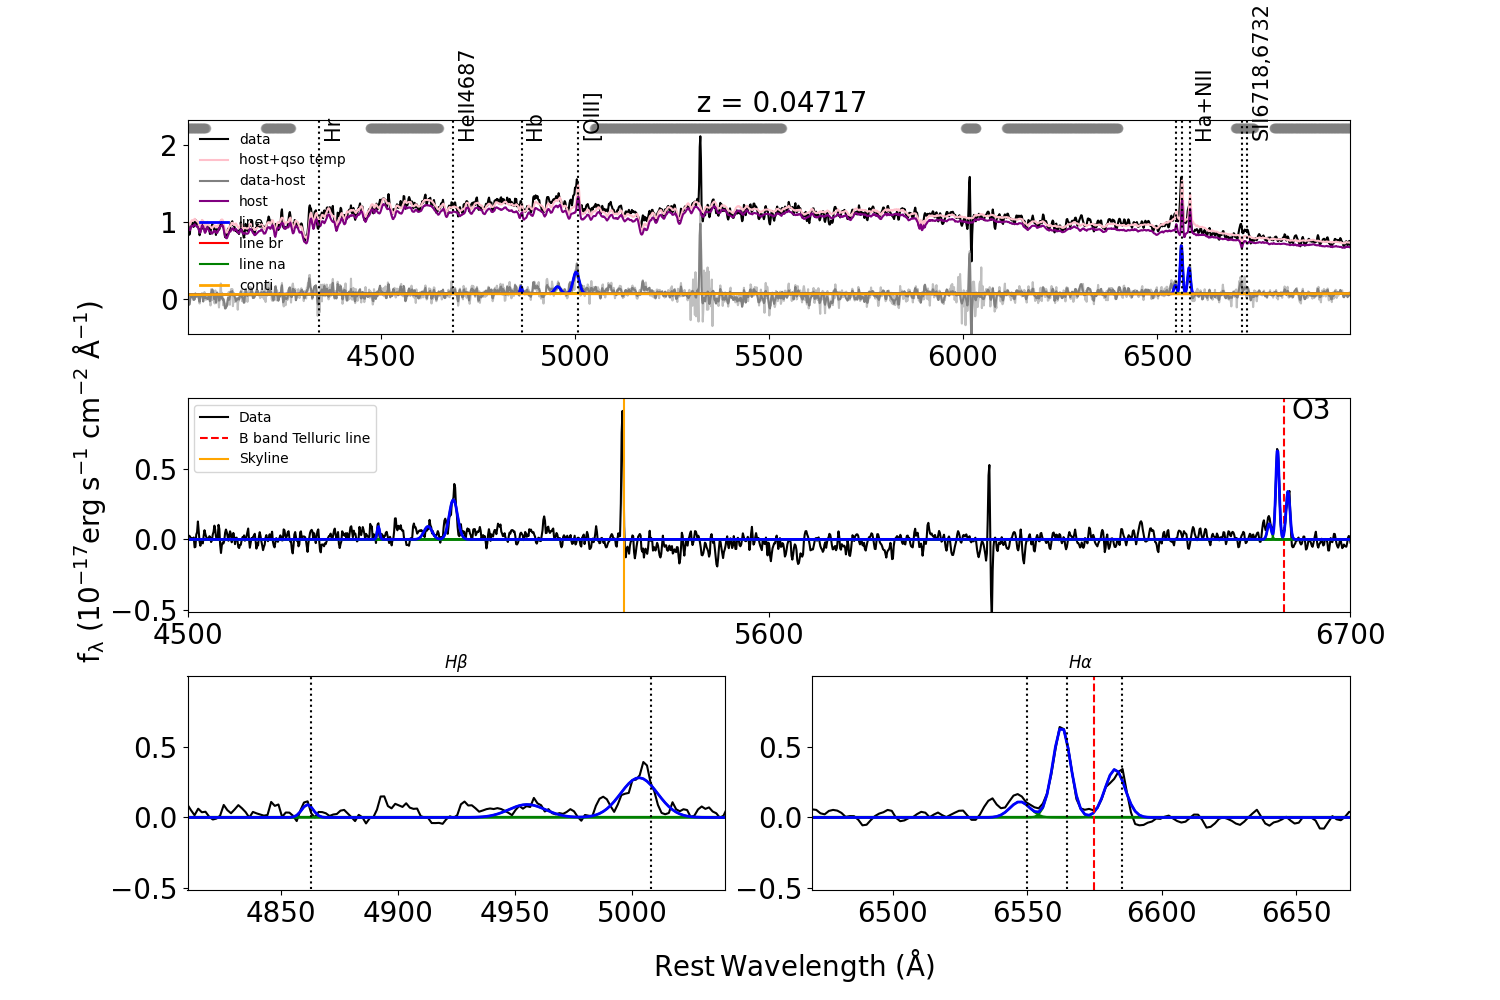 z = 0.04717
Hr
HeII4687
Hb
[OIII]
Ha+NII
SII6718,6732
data
host+qso temp
data-host
host
line
line br
line na
conti
2
1
0
4500
5000
5500
6000
6500
Data
B band Telluric line
Skyline
O3
0.5
0.0
−0.5
4500
5600
6700
fλ (10−17erg s−1 cm−2 Å−1)
Hβ
0.5
0.0
−0.5
4850
4900
4950
5000
Hα
0.5
0.0
−0.5
6500
6550
6600
6650
Rest Wavelength (Å)